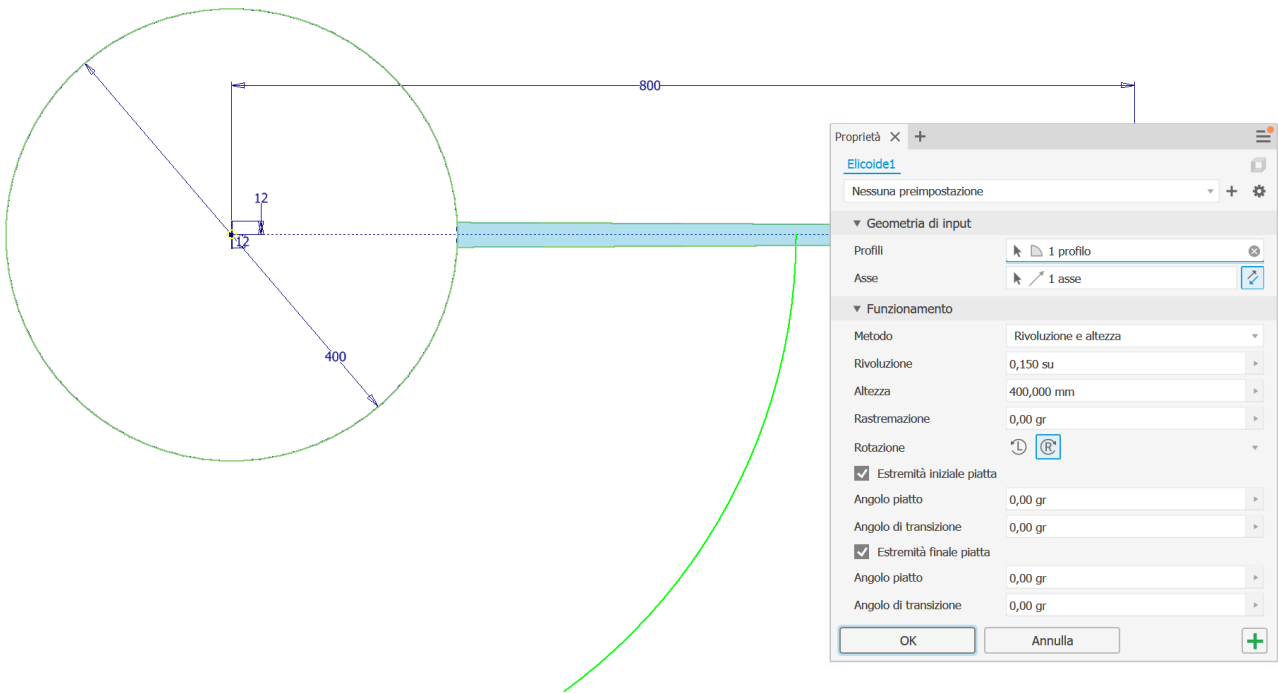 800
12
12
400
Proprietà
Elicoide1
Nessuna preimpostazione
Geometria di input
Profili 1 profilo
Asse 1 asse
Funzionamento
Metodo Rivoluzione e altezza
Rivoluzione 0,150 su
Altezza 400,000 mm
Rastremazione 0,00 gr
Rotazione L R
Estremità iniziale piatta
Angolo piatto 0,00 gr
Angolo di transizione 0,00 gr
Estremità finale piatta
Angolo piatto 0,00 gr
Angolo di transizione 0,00 gr
OK Annulla